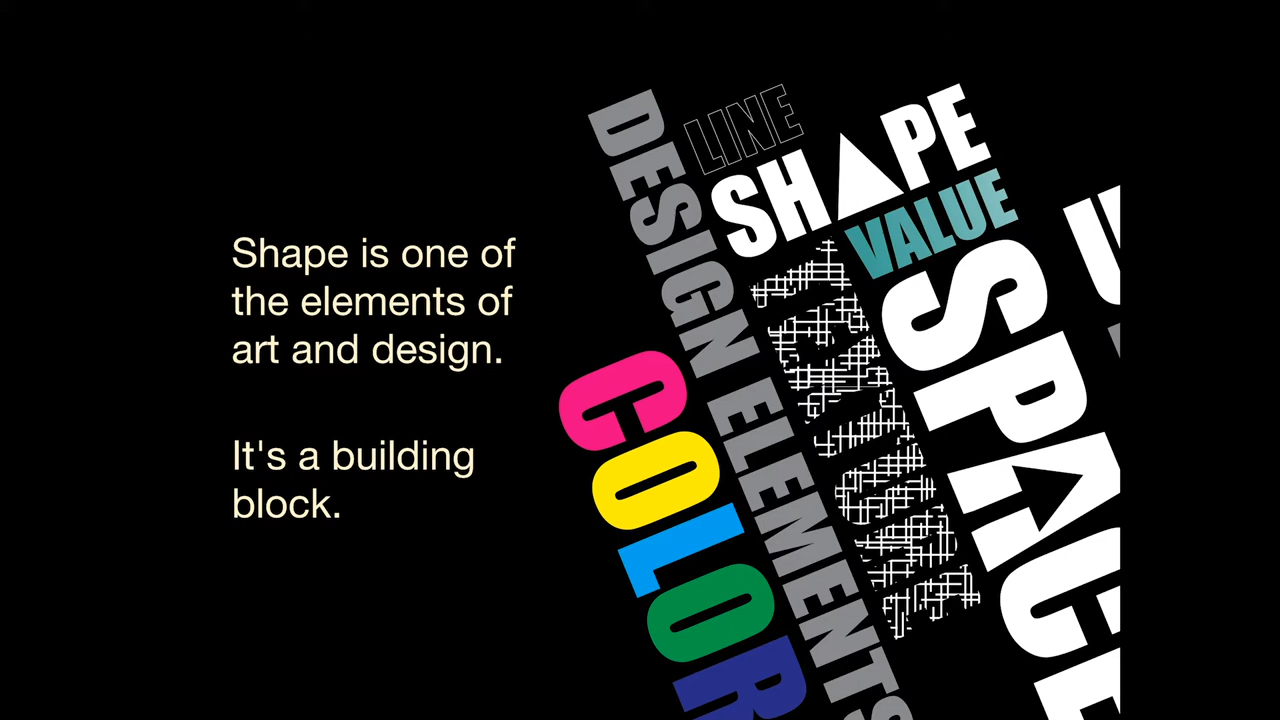 Shape is one of
the elements of
art and design.
It's a building
block.
DESIGN ELEMENTS
LINE
SHAPE
VALUE
TEXTURE
SPACE
COLOR